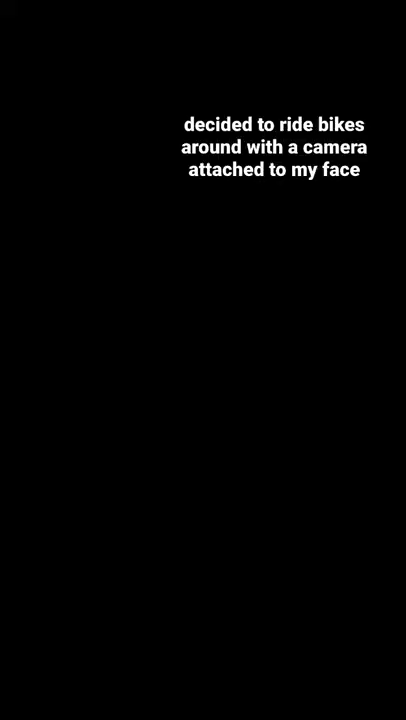 decided to ride bikes
around with a camera
attached to my face